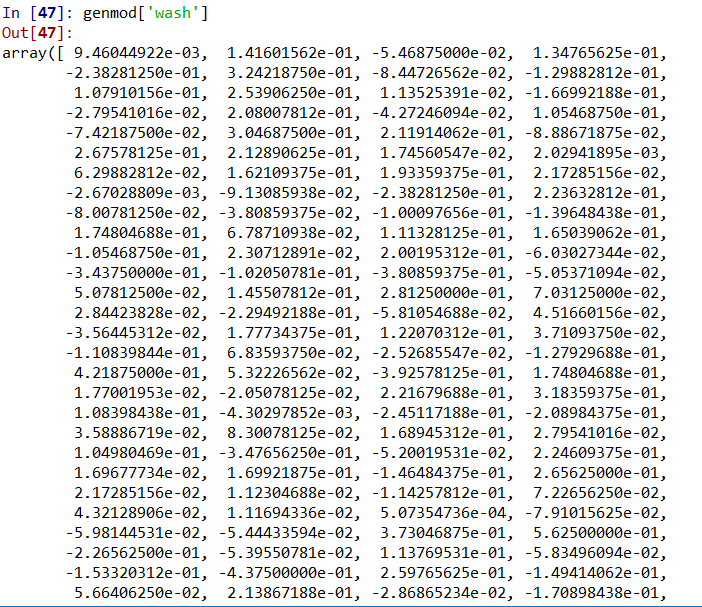 In [47]: genmod['wash']
Out[47]:
array([ 9.46044922e-03,  1.41601562e-01, -5.46875000e-02,  1.34765625e-01,
       -2.38281250e-01,  3.24218750e-01, -8.44726562e-02, -1.29882812e-01,
        1.07910156e-01,  2.53906250e-01,  1.13525391e-02, -1.66992188e-01,
       -2.79541016e-02,  2.08007812e-01, -4.27246094e-02,  1.05468750e-01,
       -7.42187500e-02,  3.04687500e-01,  2.11914062e-01, -8.88671875e-02,
        2.67578125e-01,  2.12890625e-01,  1.74560547e-02,  2.02941895e-03,
        6.29882812e-02,  1.62109375e-01,  1.93359375e-01,  2.17285156e-02,
       -2.67028809e-03, -9.13085938e-02, -2.38281250e-01,  2.23632812e-01,
       -8.00781250e-02, -3.80859375e-02, -1.00097656e-01, -1.39648438e-01,
        1.74804688e-01,  6.78710938e-02,  1.11328125e-01,  1.65039062e-01,
       -1.05468750e-01,  2.30712891e-02,  2.00195312e-01, -6.03027344e-02,
       -3.43750000e-01, -1.02050781e-01, -3.80859375e-01, -5.05371094e-02,
        5.07812500e-02,  1.45507812e-01,  2.81250000e-01,  7.03125000e-02,
        2.84423828e-02, -2.29492188e-01, -5.81054688e-02,  4.51660156e-02,
       -3.56445312e-02,  1.77734375e-01,  1.22070312e-01,  3.71093750e-02,
       -1.10839844e-01,  6.83593750e-02, -2.52685547e-02, -1.27929688e-01,
        4.21875000e-01,  5.32226562e-02, -3.92578125e-01,  1.74804688e-01,
        1.77001953e-02, -2.05078125e-02,  2.21679688e-01,  3.18359375e-01,
        1.08398438e-01, -4.30297852e-03, -2.45117188e-01, -2.08984375e-01,
        3.58886719e-02,  8.30078125e-02,  1.68945312e-01,  2.79541016e-02,
        1.04980469e-01, -3.47656250e-01, -5.20019531e-02,  2.24609375e-01,
        1.69677734e-02,  1.69921875e-01, -1.46484375e-01,  2.65625000e-01,
        2.17285156e-02,  1.12304688e-02, -1.14257812e-01,  7.22656250e-02,
        4.32128906e-02,  1.11694336e-02,  5.07354736e-04, -7.91015625e-02,
       -5.98144531e-02, -5.44433594e-02,  3.73046875e-01,  5.62500000e-01,
       -2.26562500e-01, -5.39550781e-02,  1.13769531e-01, -5.83496094e-02,
       -1.53320312e-01, -4.37500000e-01,  2.59765625e-01, -1.49414062e-01,
        5.66406250e-02,  2.13867188e-01, -2.86865234e-02, -1.70898438e-01,